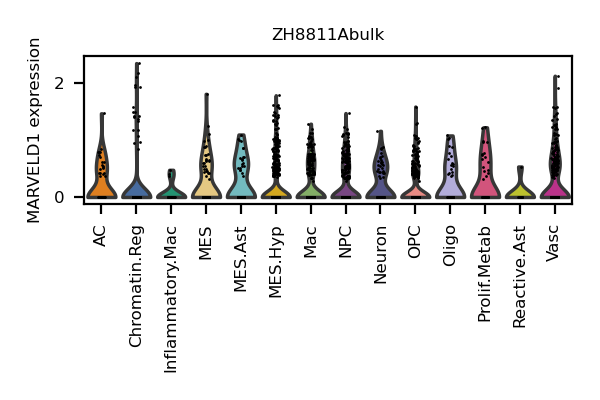 ZH8811Abulk
MARVELD1 expression
2
0
AC
Chromatin.Reg
Inflammatory.Mac
MES
MES.Ast
MES.Hyp
Mac
NPC
Neuron
OPC
Oligo
Prolif.Metab
Reactive.Ast
Vasc